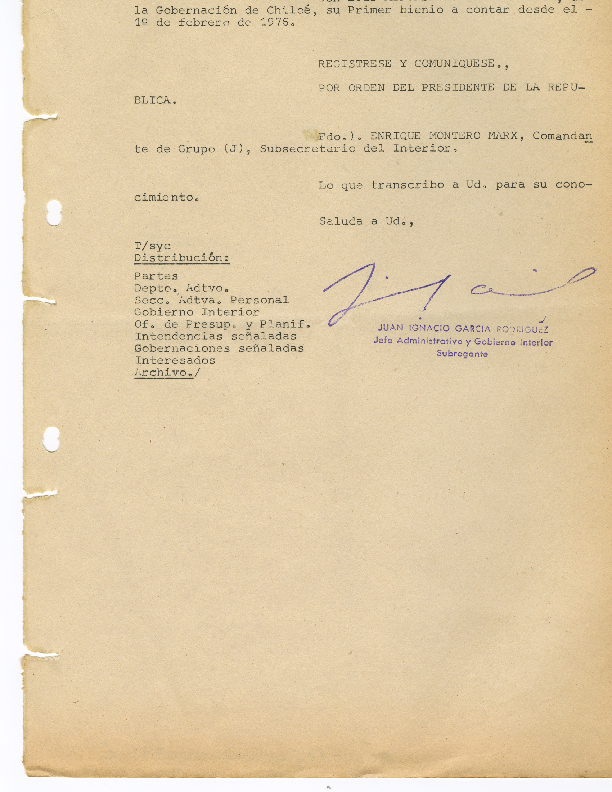 la Gobernación de Chiloé, su Primer bienio a contar desde el -
1º de febrero de 1976.
REGISTRESE Y COMUNIQUESE.,
POR ORDEN DEL PRESIDENTE DE LA REPU-
BLICA.
Fdo.). ENRIQUE MONTERO MARX, Comandan
te de Grupo (J), Subsecretario del Interior.
Lo que transcribo a Ud. para su cono-
cimiento.
Saluda a Ud.,
T/syc
Distribución:
Partes
Depto. Adtvo.
Secc. Adtva. Personal
Gobierno Interior
Of. de Presup. y Planif.
Intendencias señaladas
Gobernaciones señaladas
Interesados
Archivo./
JUAN IGNACIO GARCIA RODRIGUEZ
Jefe Administrativo y Gobierno Interior
Subrogante